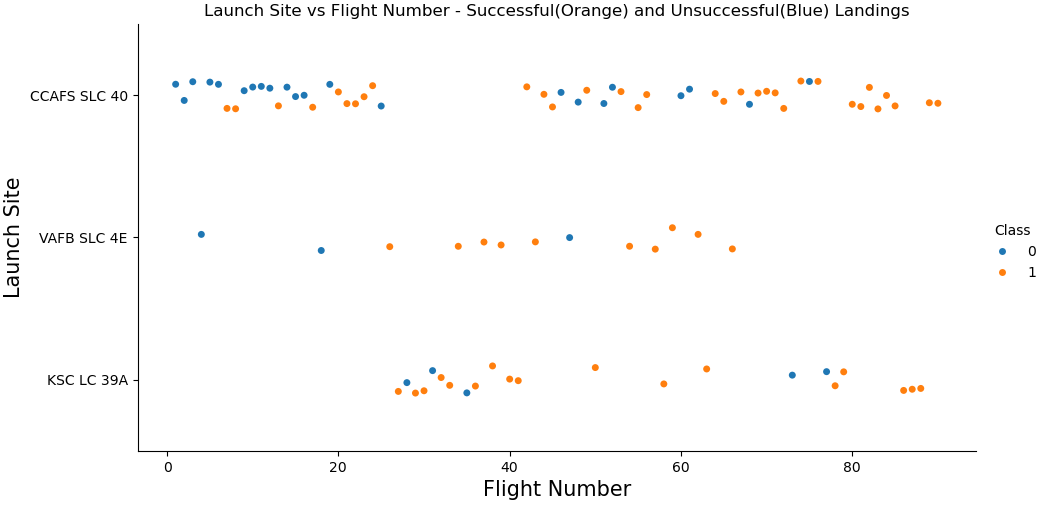 Launch Site vs Flight Number - Successful(Orange) and Unsuccessful(Blue) Landings
Launch Site
CCAFS SLC 40
VAFB SLC 4E
KSC LC 39A
Class
0
1
0 20 40 60 80
Flight Number